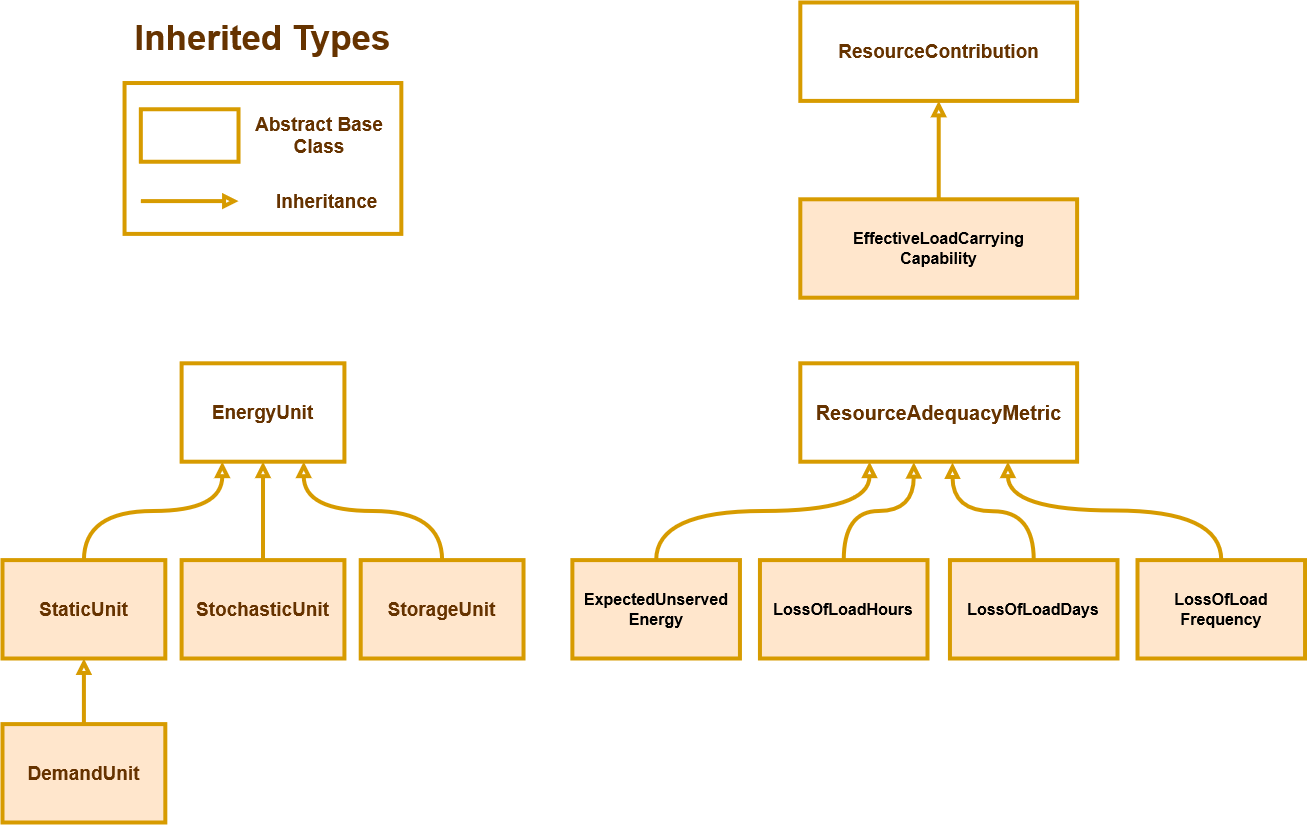 Inherited Types
Abstract Base
Class
Inheritance
ResourceContribution
EffectiveLoadCarrying
Capability
EnergyUnit
ResourceAdequacyMetric
StaticUnit
StochasticUnit
StorageUnit
ExpectedUnserved
Energy
LossOfLoadHours
LossOfLoadDays
LossOfLoad
Frequency
DemandUnit